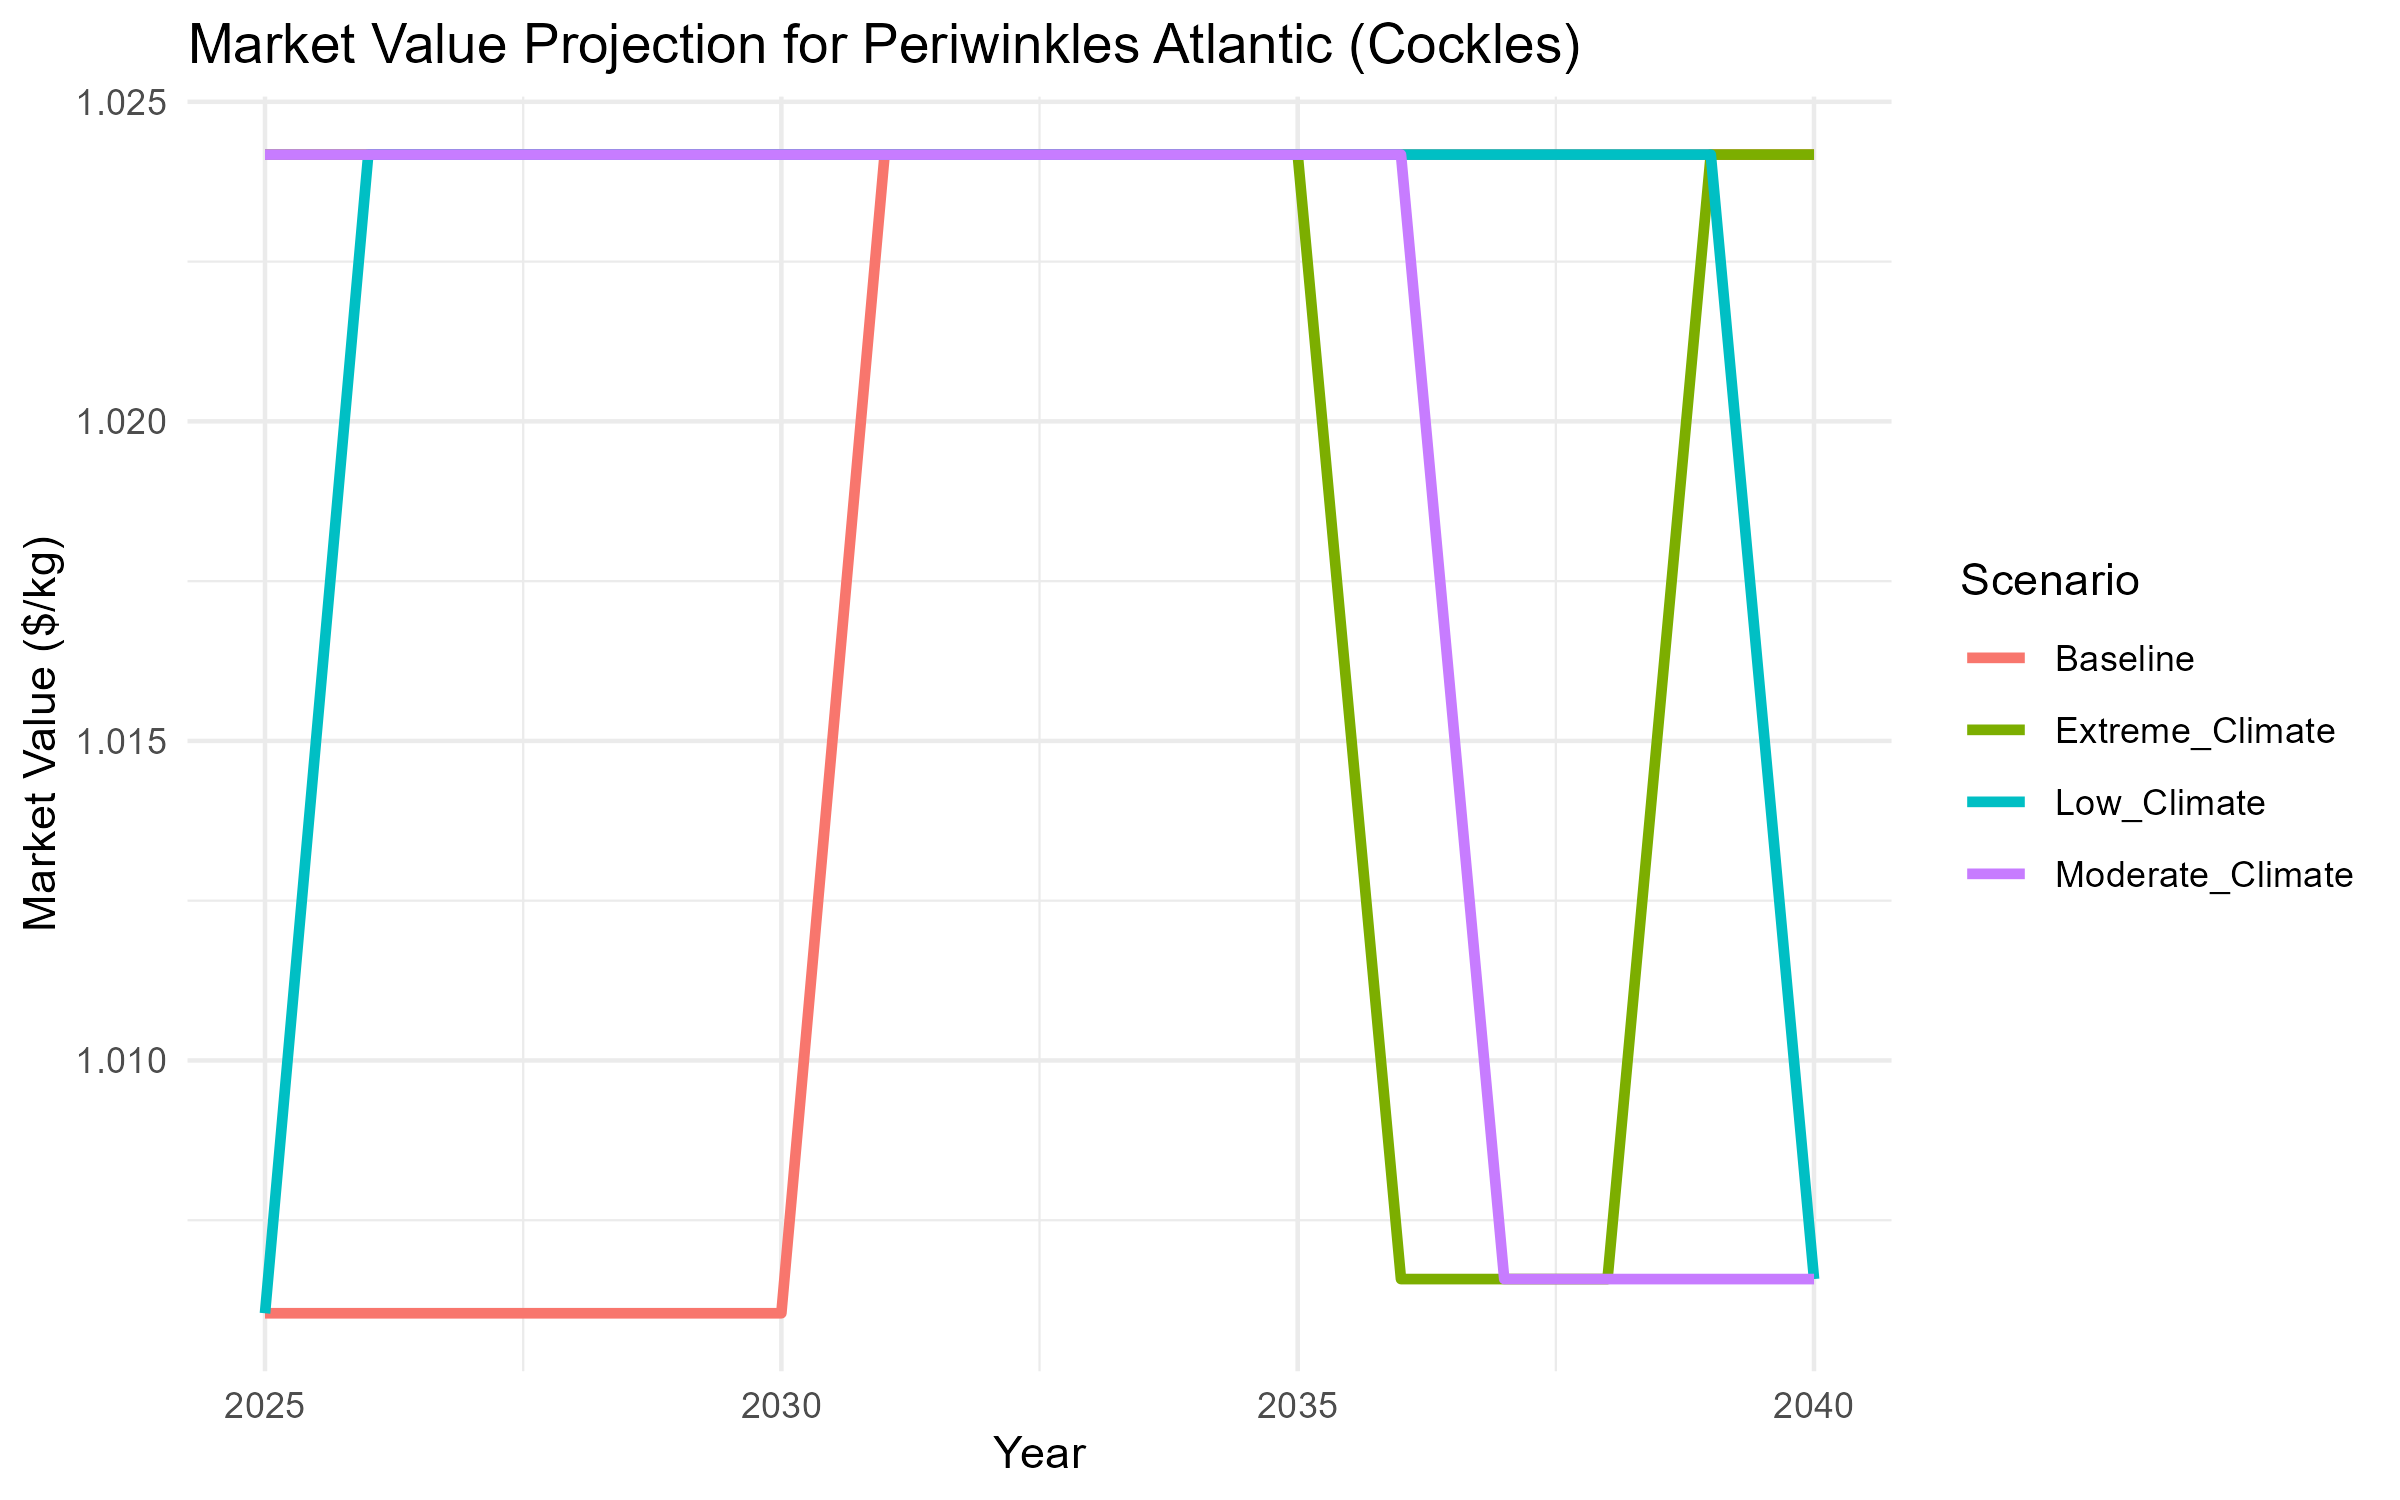 Market Value Projection for Periwinkles Atlantic (Cockles)
1.025
1.020
1.015
1.010
Market Value ($/kg)
2025 2030 2035 2040
Year
Scenario
Baseline
Extreme_Climate
Low_Climate
Moderate_Climate